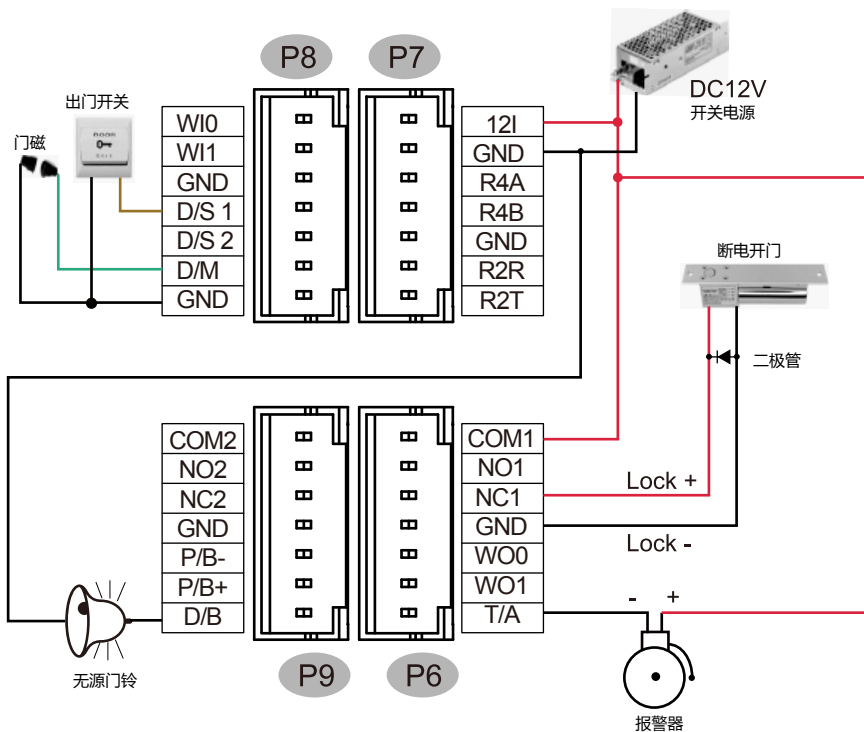 P8
P7
DC12V
开关电源
出门开关
门磁
WI0
WI1
GND
D/S 1
D/S 2
D/M
GND
12I
GND
R4A
R4B
GND
R2R
R2T
断电开门
二极管
COM2
NO2
NC2
GND
P/B-
P/B+
D/B
COM1
NO1
NC1
GND
WO0
WO1
T/A
Lock +
Lock -
- +
无源门铃
P9
P6
报警器